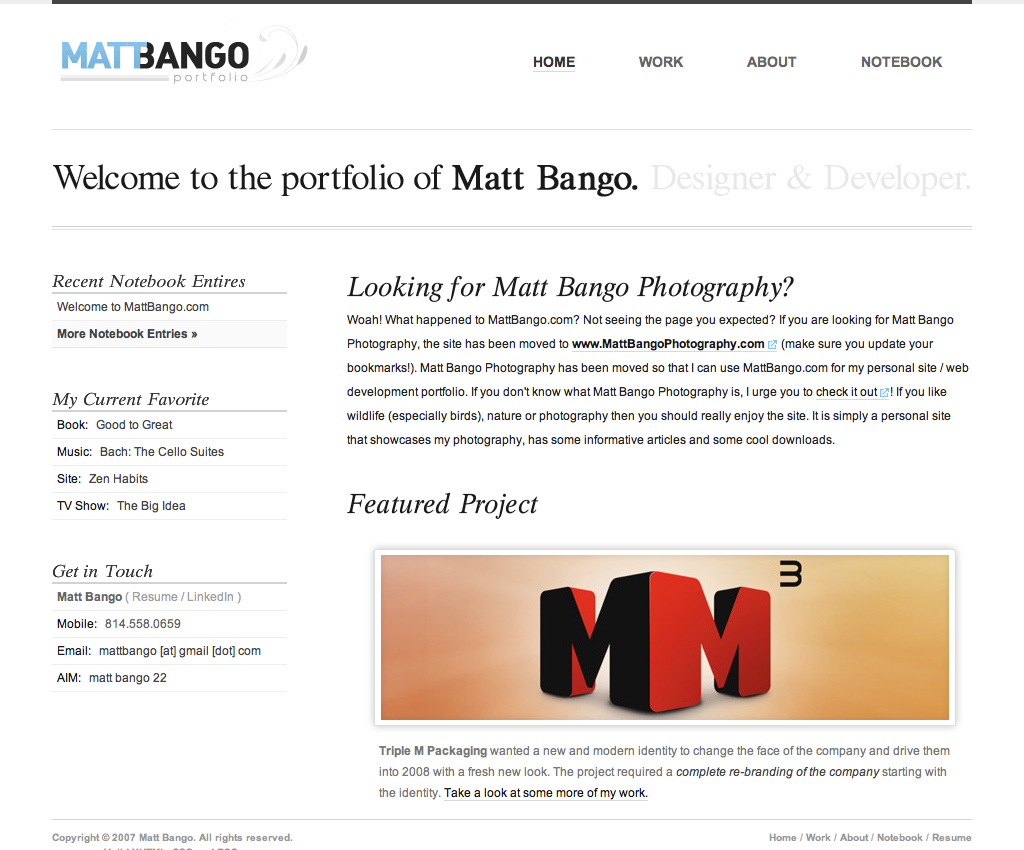 MATTBANGO
portfolio
HOME WORK ABOUT NOTEBOOK
Welcome to the portfolio of Matt Bango. Designer & Developer.
Recent Notebook Entires
Welcome to MattBango.com
More Notebook Entries »
My Current Favorite
Book: Good to Great
Music: Bach: The Cello Suites
Site: Zen Habits
TV Show: The Big Idea
Get in Touch
Matt Bango ( Resume / LinkedIn )
Mobile: 814.558.0659
Email: mattbango [at] gmail [dot] com
AIM: matt bango 22
Looking for Matt Bango Photography?
Woah! What happened to MattBango.com? Not seeing the page you expected? If you are looking for Matt Bango
Photography, the site has been moved to www.MattBangoPhotography.com (make sure you update your
bookmarks!). Matt Bango Photography has been moved so that I can use MattBango.com for my personal site / web
development portfolio. If you don't know what Matt Bango Photography is, I urge you to check it out! If you like
wildlife (especially birds), nature or photography then you should really enjoy the site. It is simply a personal site
that showcases my photography, has some informative articles and some cool downloads.
Featured Project
MM 3
Triple M Packaging wanted a new and modern identity to change the face of the company and drive them
into 2008 with a fresh new look. The project required a complete re-branding of the company starting with
the identity. Take a look at some more of my work.
Copyright © 2007 Matt Bango. All rights reserved.
Home / Work / About / Notebook / Resume